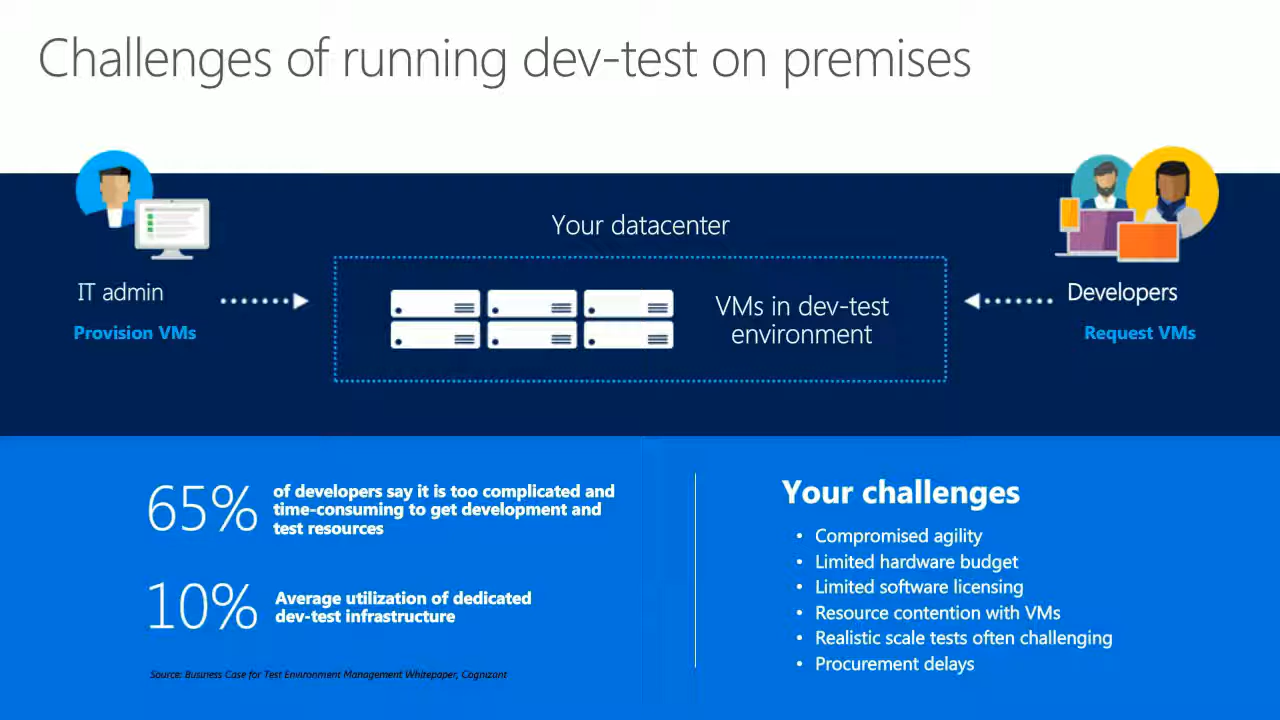 Challenges of running dev-test on premises
Your datacenter
IT admin
Provision VMs
VMs in dev-test
environment
Developers
Request VMs
65%
of developers say it is too complicated and
time-consuming to get development and
test resources
10%
Average utilization of dedicated
dev-test infrastructure
Source: Business Case for Test Environment Management Whitepaper, Cognizant
Your challenges
• Compromised agility
• Limited hardware budget
• Limited software licensing
• Resource contention with VMs
• Realistic scale tests often challenging
• Procurement delays